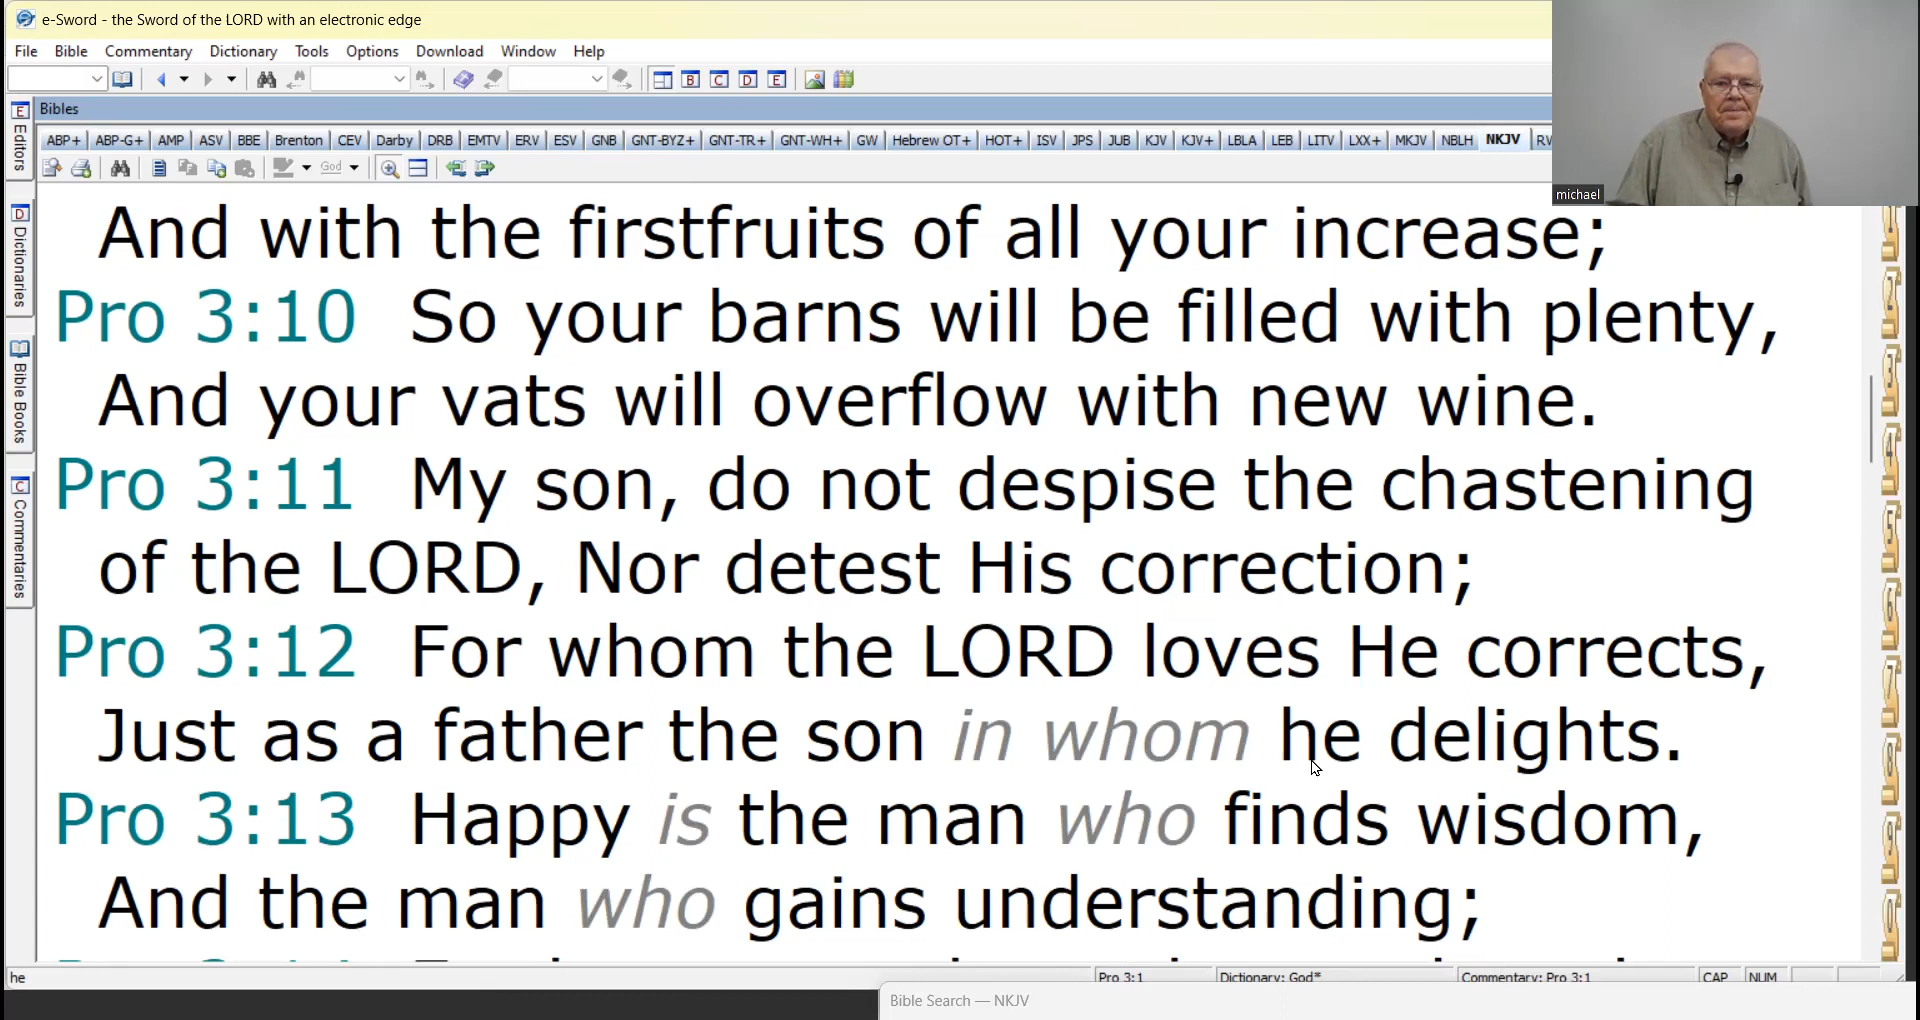 e-Sword - the Sword of the LORD with an electronic edge
File Bible Commentary Dictionary Tools Options Download Window Help
B C D E
Bibles
ABP+ ABP-G+ AMP ASV BBE Brenton CEV Darby DRB EMTV ERV ESV GNB GNT-BYZ+ GNT-TR+ GNT-WH+ GW Hebrew OT+ HOT+ ISV JPS JUB KJV KJV+ LBLA LEB LITV LXX+ MKJV NBLH NKJV RV
God
michael
E Editors
D Dictionaries
Bible Books
C Commentaries
And with the firstfruits of all your increase;
Pro 3:10 So your barns will be filled with plenty,
And your vats will overflow with new wine.
Pro 3:11 My son, do not despise the chastening
of the LORD, Nor detest His correction;
Pro 3:12 For whom the LORD loves He corrects,
Just as a father the son in whom he delights.
Pro 3:13 Happy is the man who finds wisdom,
And the man who gains understanding;
he Pro 3:1 Dictionary: God* Commentary: Pro 3:1 CAP NUM
Bible Search — NKJV